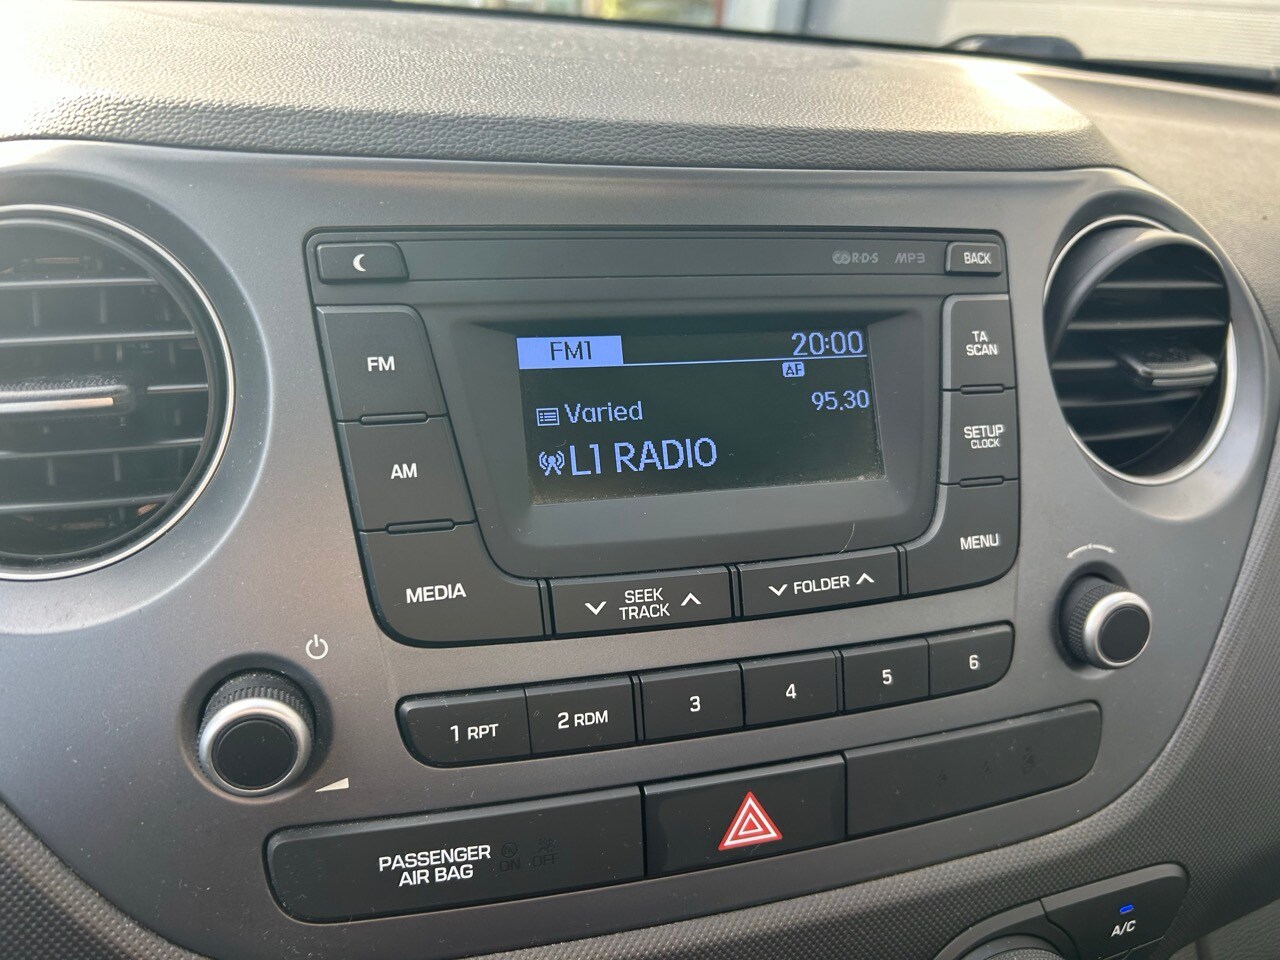 R·D·S MP3 BACK
FM
FM1 20:00
AF
Varied 95.30
L1 RADIO
TA
SCAN
AM
SETUP
CLOCK
MEDIA
SEEK
TRACK
FOLDER
MENU
1 RPT 2 RDM 3 4 5 6
PASSENGER
AIR BAG
ON OFF
A/C